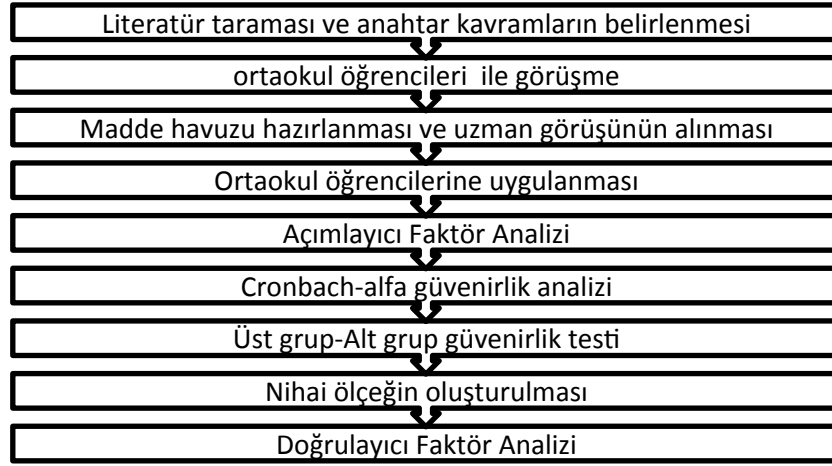 Literatür taraması ve anahtar kavramların belirlenmesi
ortaokul öğrencileri ile görüşme
Madde havuzu hazırlanması ve uzman görüşünün alınması
Ortaokul öğrencilerine uygulanması
Açımlayıcı Faktör Analizi
Cronbach-alfa güvenirlik analizi
Üst grup-Alt grup güvenirlik testi
Nihai ölçeğin oluşturulması
Doğrulayıcı Faktör Analizi